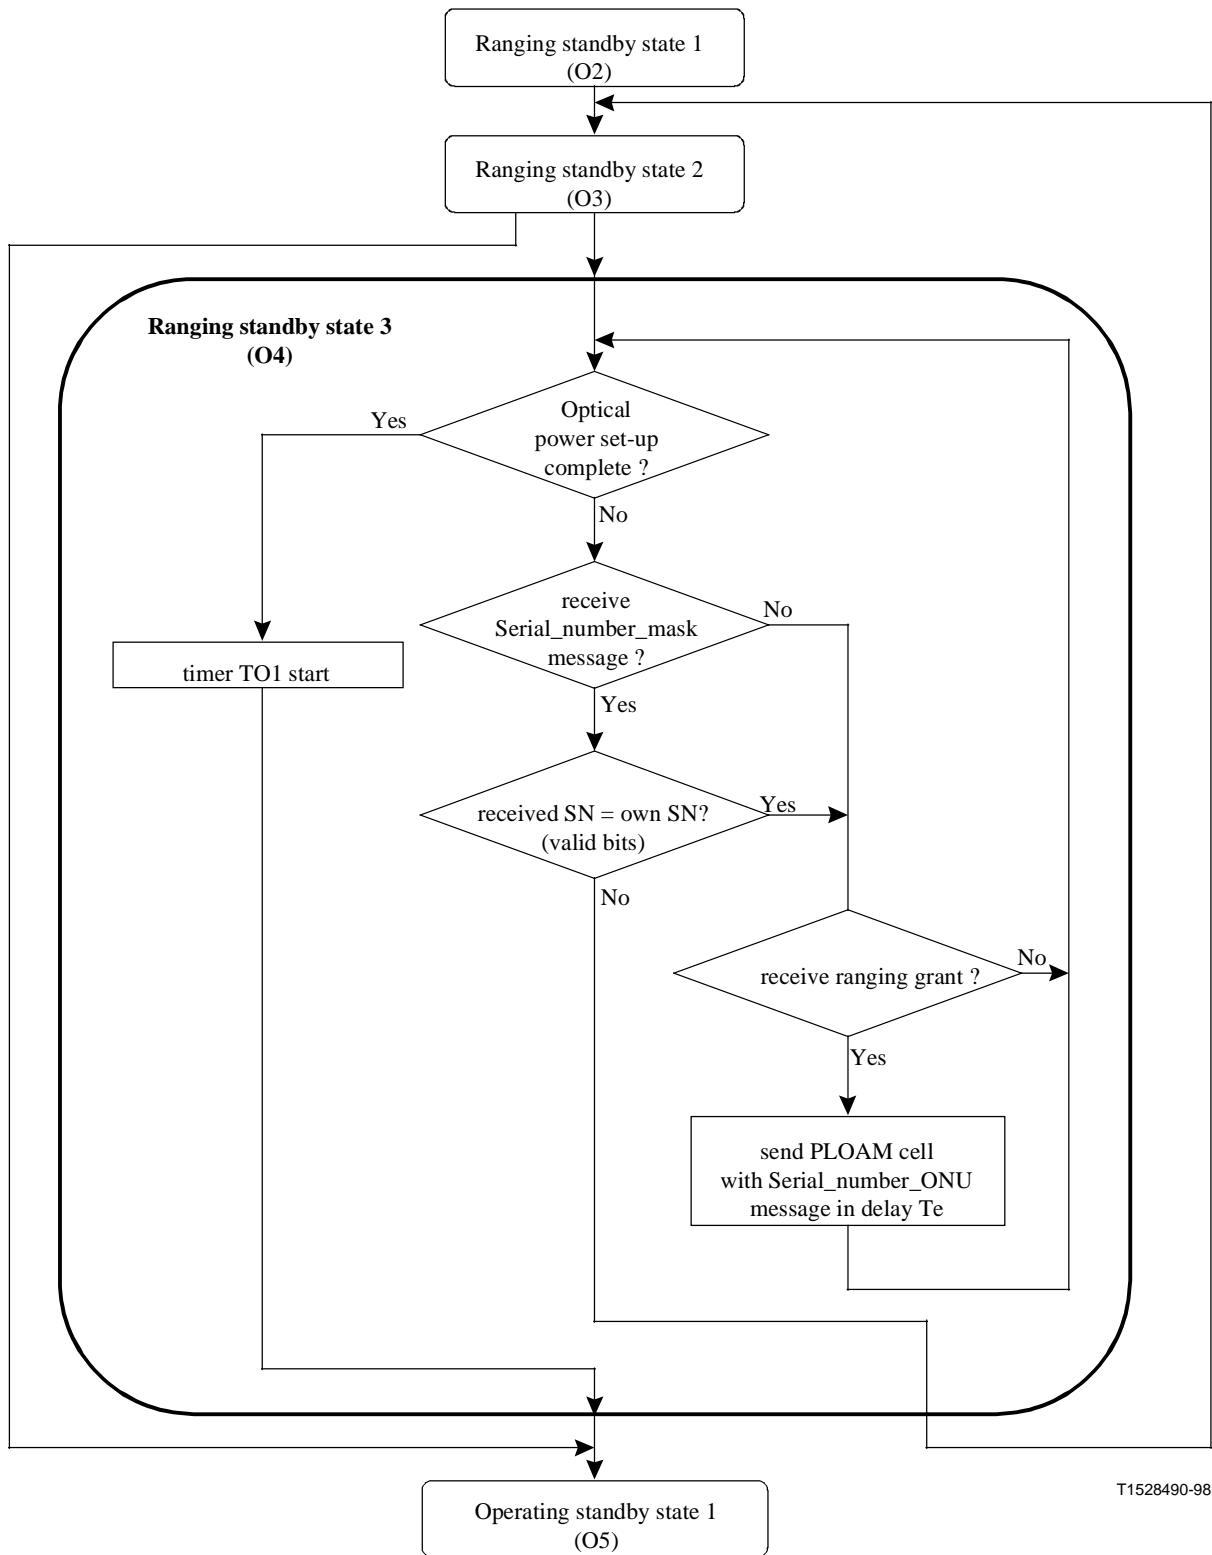 Ranging standby state 1
(O2)
Ranging standby state 2
(O3)
Ranging standby state 3
(O4)
Optical
power set-up
complete ?
Yes
No
receive
Serial_number_mask
message ?
No
timer TO1 start
Yes
received SN = own SN?
(valid bits)
Yes
No
receive ranging grant ?
No
Yes
send PLOAM cell
with Serial_number_ONU
message in delay Te
T1528490-98
Operating standby state 1
(O5)